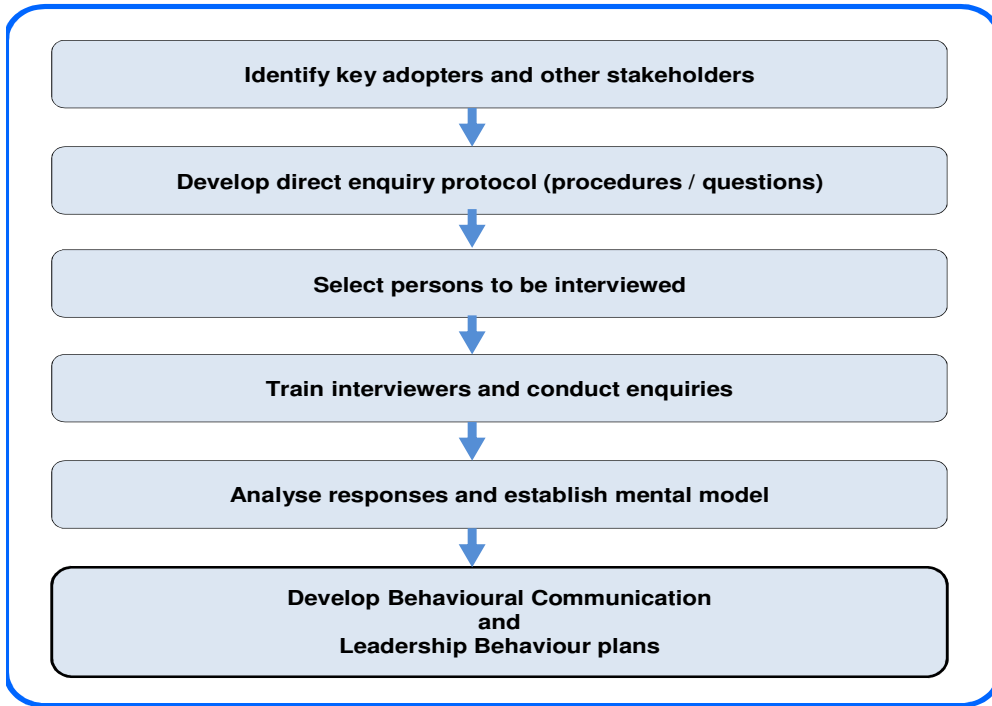 Identify key adopters and other stakeholders
Develop direct enquiry protocol (procedures / questions)
Select persons to be interviewed
Train interviewers and conduct enquiries
Analyse responses and establish mental model
Develop Behavioural Communication
and
Leadership Behaviour plans